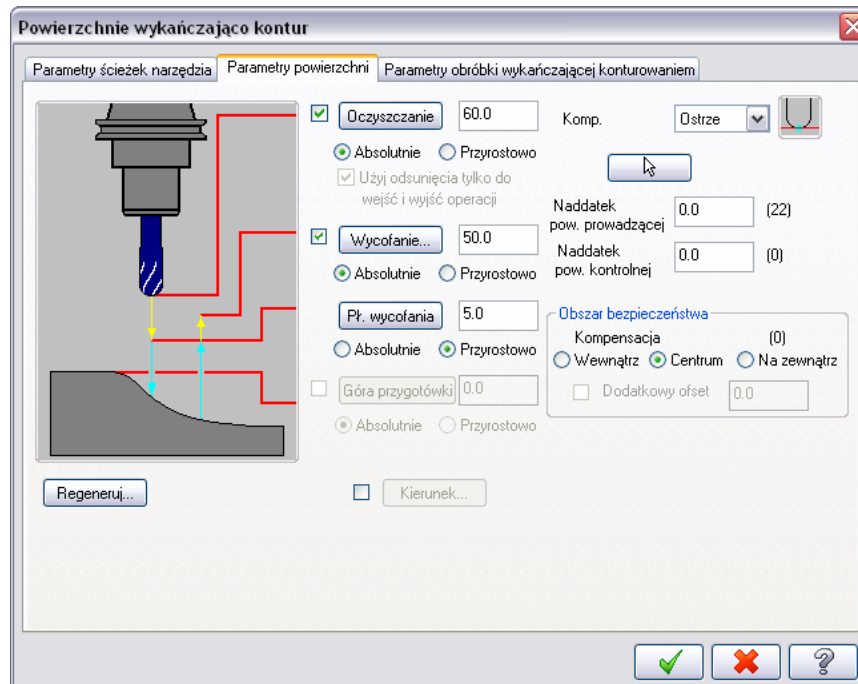 Powierzchnie wykańczająco kontur
Parametry ścieżek narzędzia
Parametry powierzchni
Parametry obróbki wykańczającej konturowaniem
Oczyszczanie
60.0
Absolutnie
Przyrostowo
Użyj odsunięcia tylko do
wejść i wyjść operacji
Wycofanie...
50.0
Absolutnie
Przyrostowo
Pł. wycofania
5.0
Absolutnie
Przyrostowo
Góra przygotówki
0.0
Absolutnie
Przyrostowo
Komp.
Ostrze
Naddatek
pow. prowadzącej
0.0
(22)
Naddatek
pow. kontrolnej
0.0
(0)
Obszar bezpieczeństwa
Kompensacja
(0)
Wewnątrz
Centrum
Na zewnątrz
Dodatkowy ofset
0.0
Regeneruj...
Kierunek...